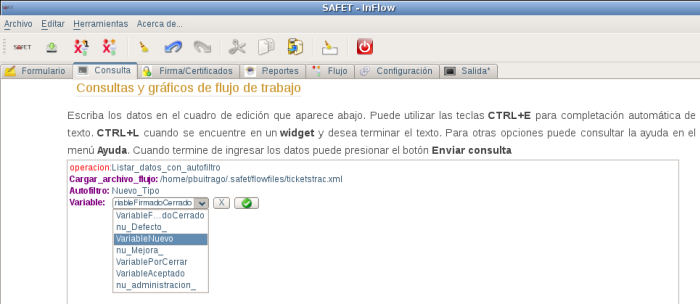 SAFET - InFlow
Archivo Editar Herramientas Acerca de...
SAFET
Formulario Consulta Firma/Certificados Reportes Flujo Configuración Salida*
Consultas y gráficos de flujo de trabajo
Escriba los datos en el cuadro de edición que aparece abajo. Puede utilizar las teclas CTRL+E para completación automática de
texto. CTRL+L cuando se encuentre en un widget y desea terminar el texto. Para otras opciones puede consultar la ayuda en el
menú Ayuda. Cuando termine de ingresar los datos puede presionar el botón Enviar consulta
operacion:Listar_datos_con_autofiltro
Cargar_archivo_flujo: /home/pbuitrago/.safet/flowfiles/ticketstrac.xml
Autofiltro: Nuevo_Tipo
Variable: riableFirmadoCerrado X
VariableF...doCerrado
nu_Defecto_
VariableNuevo
nu_Mejora_
VariablePorCerrar
VariableAceptado
nu_administracion_